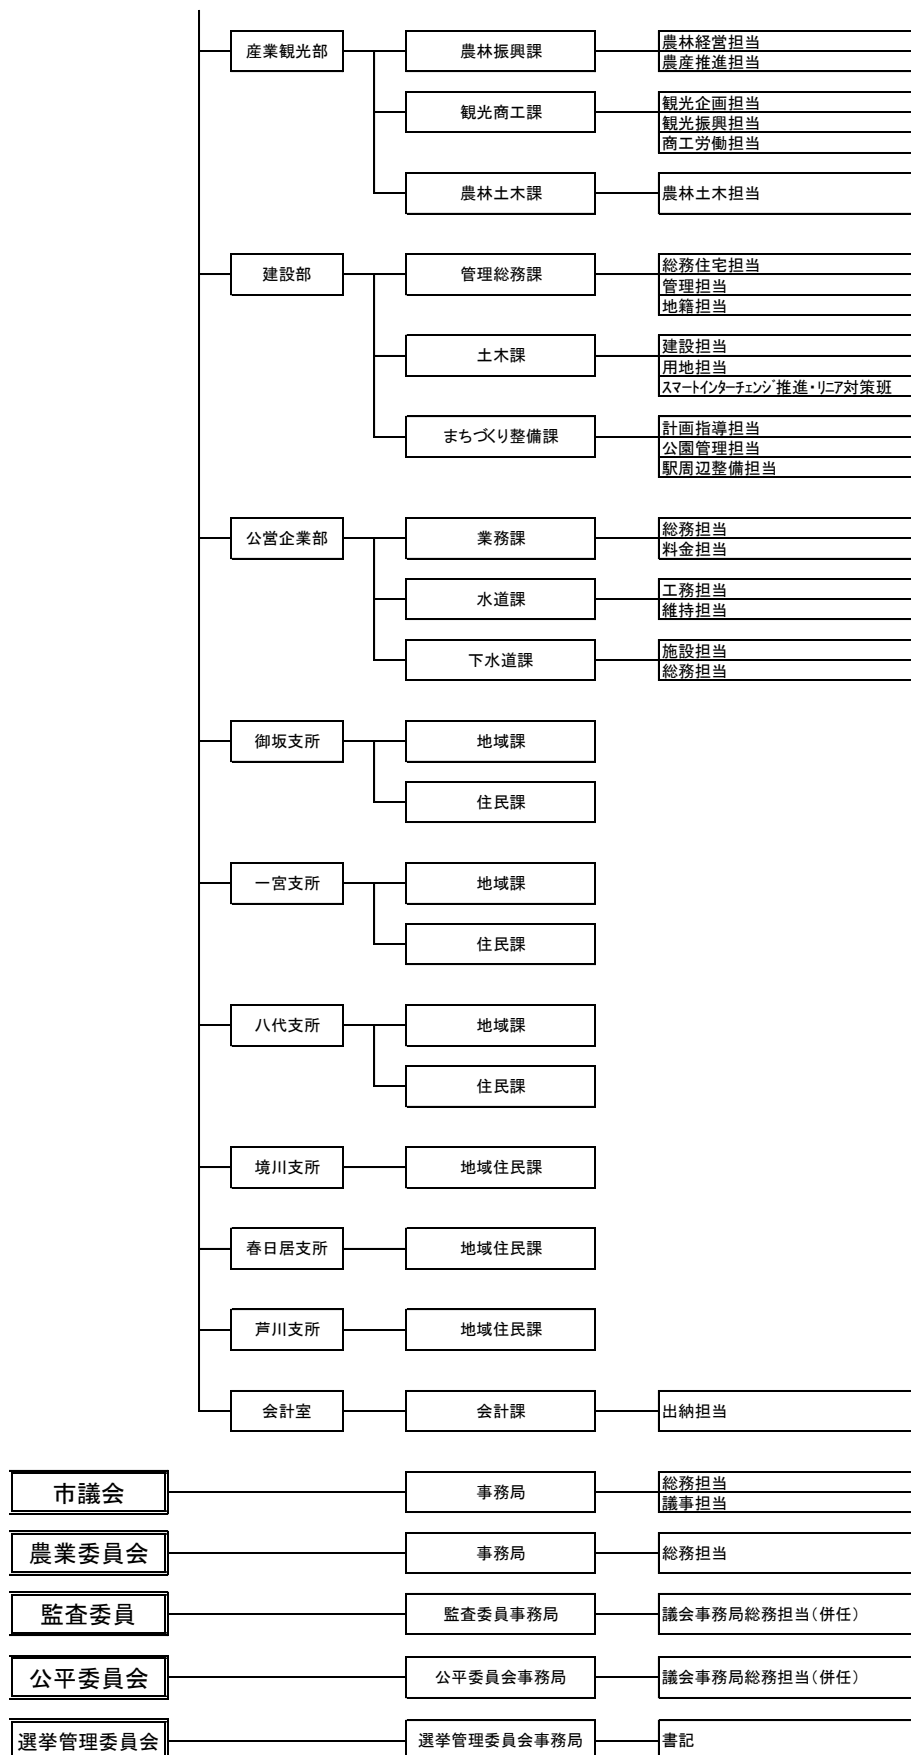 産業観光部
農林振興課
農林経営担当
農産推進担当
観光商工課
観光企画担当
観光振興担当
商工労働担当
農林土木課
農林土木担当
建設部
管理総務課
総務住宅担当
管理担当
地籍担当
土木課
建設担当
用地担当
ｽﾏｰﾄｲﾝﾀｰﾁｪﾝｼﾞ推進・ﾘﾆｱ対策班
まちづくり整備課
計画指導担当
公園管理担当
駅周辺整備担当
公営企業部
業務課
総務担当
料金担当
水道課
工務担当
維持担当
下水道課
施設担当
総務担当
御坂支所
地域課
住民課
一宮支所
地域課
住民課
八代支所
地域課
住民課
境川支所
地域住民課
春日居支所
地域住民課
芦川支所
地域住民課
会計室
会計課
出納担当
市議会
事務局
総務担当
議事担当
農業委員会
事務局
総務担当
監査委員
監査委員事務局
議会事務局総務担当(併任)
公平委員会
公平委員会事務局
議会事務局総務担当(併任)
選挙管理委員会
選挙管理委員会事務局
書記